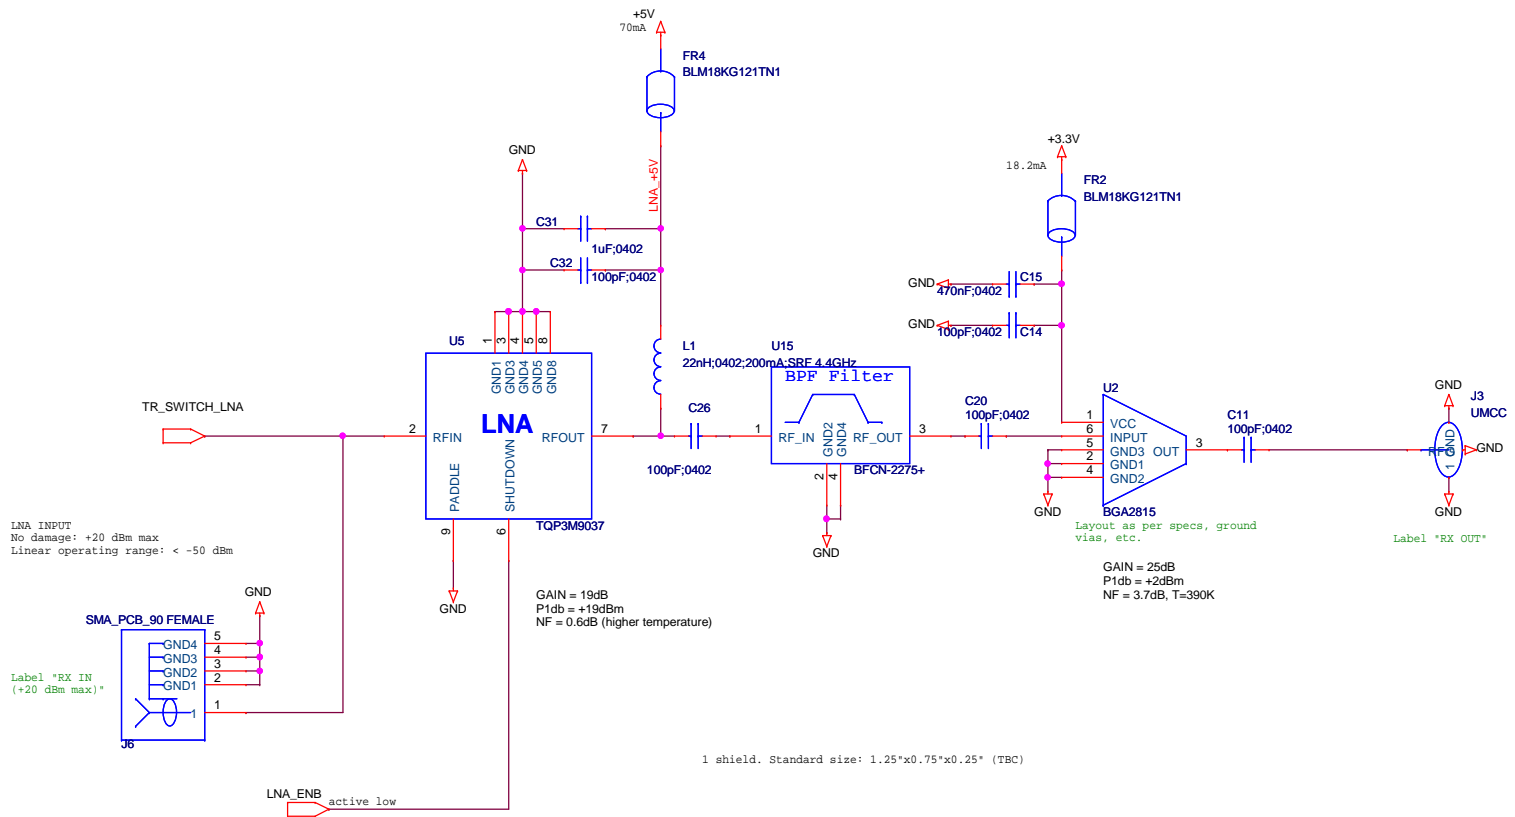 +5V
70mA
FR4
BLM18KG121TN1
GND
LNA_+5V
C31
1uF;0402
C32
100pF;0402
+3.3V
18.2mA
FR2
BLM18KG121TN1
GND
470nF;0402
C15
GND
100pF;0402
C14
U5
1
3
4
5
8
GND1
GND3
GND4
GND5
GND8
LNA
2
RFIN
RFOUT
7
PADDLE
SHUTDOWN
9
6
TQP3M9037
GND
L1
22nH;0402;200mA;SRF 4.4GHz
C26
100pF;0402
U15
BPF Filter
1
RF_IN
GND2
GND4
RF_OUT
3
2
4
BFCN-2275+
GND
C20
100pF;0402
U2
1
VCC
6
INPUT
5
GND3
OUT
3
2
GND1
4
GND2
GND
BGA2815
Layout as per specs, ground
vias, etc.
C11
100pF;0402
GND
J3
UMCC
GND
1
GND
GND
Label "RX OUT"
TR_SWITCH_LNA
LNA INPUT
No damage: +20 dBm max
Linear operating range: < -50 dBm
GAIN = 19dB
P1db = +19dBm
NF = 0.6dB (higher temperature)
GAIN = 25dB
P1db = +2dBm
NF = 3.7dB, T=390K
GND
SMA_PCB_90 FEMALE
GND4
5
GND3
4
GND2
3
GND1
2
1
1
J6
Label "RX IN
(+20 dBm max)"
1 shield. Standard size: 1.25"x0.75"x0.25" (TBC)
LNA_ENB
active low